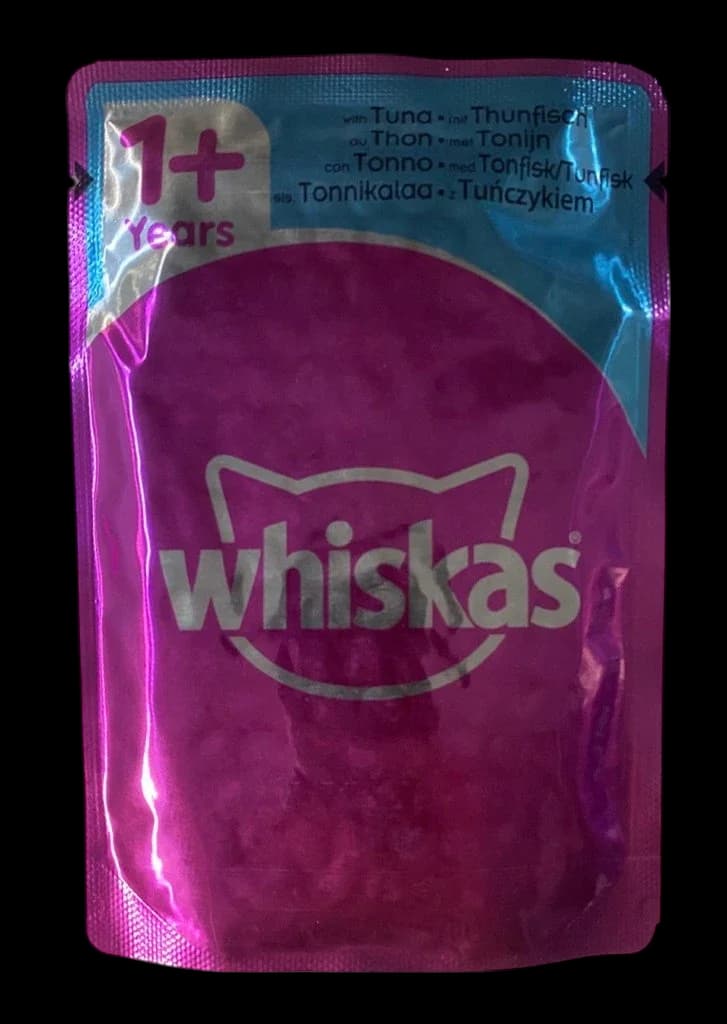 1+
Years
with Tuna • mit Thunfisch
au Thon • met Tonijn
con Tonno • med Tonfisk/Tunfisk
sis. Tonnikalaa • z Tuńczykiem
whiskas®